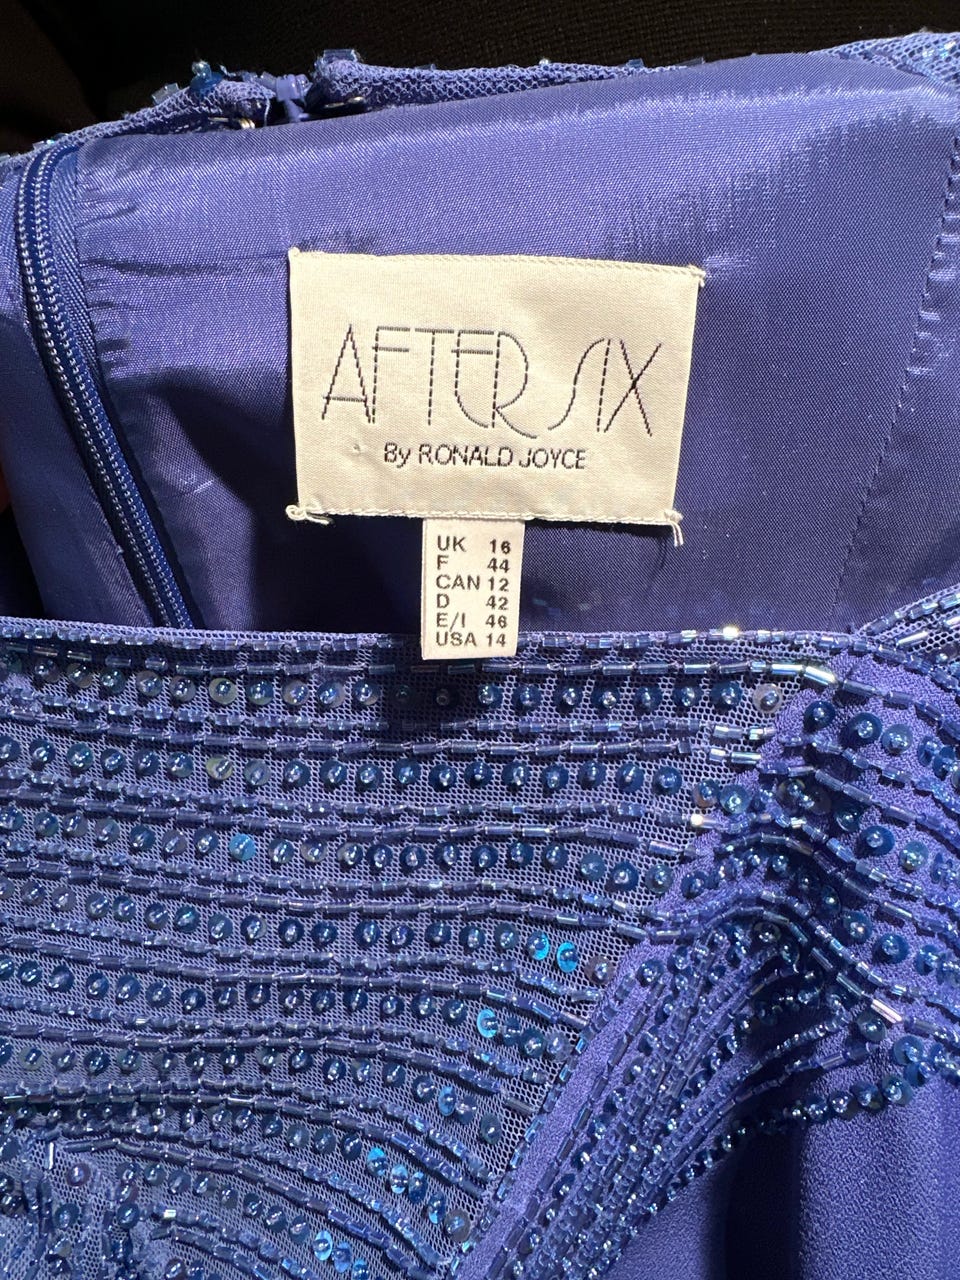 AFTER SIX
By RONALD JOYCE
UK 16
F 44
CAN 12
D 42
E/I 46
USA 14